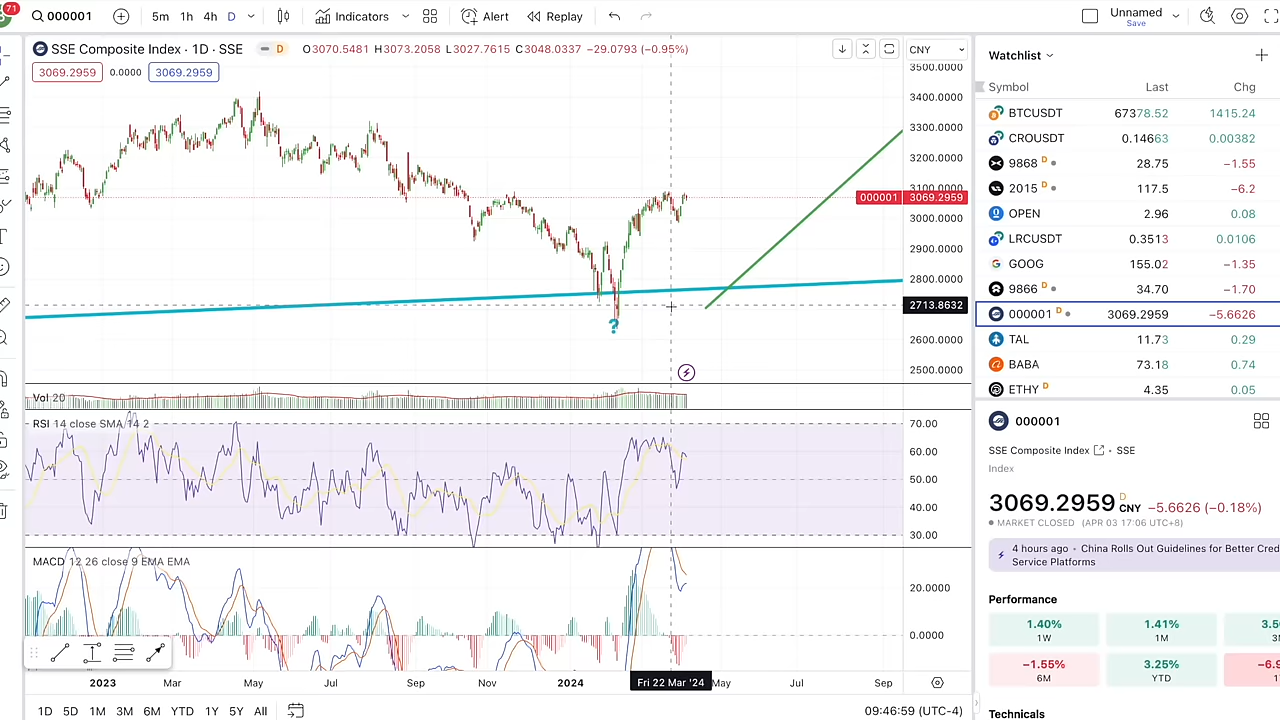 71
000001
5m 1h 4h D
Indicators
Alert
Replay
Unnamed
Save
SSE Composite Index · 1D · SSE
D
O3070.5481 H3073.2053 L3027.7615 C3048.0337 −29.0793 (−0.95%)
CNY
3069.2959 0.0000 3069.2959
3500.0000
3400.0000
3300.0000
3200.0000
3100.0000
000001 3069.2959
3000.0000
2900.0000
2800.0000
2713.8632
2600.0000
2500.0000
?
Vol 20
RSI 14 close SMA 14 2
70.00
60.00
50.00
40.00
30.00
MACD 12 26 close 9 EMA EMA
20.0000
0.0000
2023 Mar May Jul Sep Nov 2024 Fri 22 Mar '24 May Jul Sep
1D 5D 1M 3M 6M YTD 1Y 5Y All
09:46:59 (UTC-4)
Watchlist
Symbol Last Chg
BTCUSDT 67378.52 1415.24
CROUSDT 0.14663 0.00382
9868 D 28.75 −1.55
2015 D 117.5 −6.2
OPEN 2.96 0.08
LRCUSDT 0.3513 0.0106
GOOG 155.02 −1.35
9866 D 34.70 −1.70
000001 D 3069.2959 −5.6626
TAL 11.73 0.29
BABA 73.18 0.74
ETHY D 4.35 0.05
000001
SSE Composite Index · SSE
Index
3069.2959 D CNY −5.6626 (−0.18%)
MARKET CLOSED (APR 03 17:06 UTC+8)
4 hours ago · China Rolls Out Guidelines for Better Cred
Service Platforms
Performance
1.40%
1W
1.41%
1M
3.5
3M
−1.55%
6M
3.25%
YTD
−6.9
Technicals